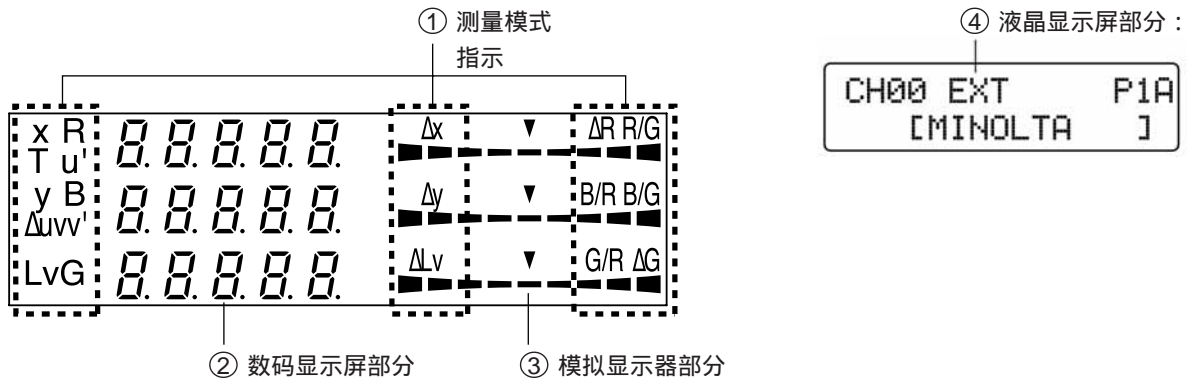 ① 测量模式
指示
④ 液晶显示屏部分：
CH00 EXT P1A
[MINOLTA ]
x R 8.8.8.8.8. Δx ▼ ΔR R/G
T u'
y B 8.8.8.8.8. Δy ▼ B/R B/G
Δuvv'
LvG 8.8.8.8.8. ΔLv ▼ G/R ΔG
② 数码显示屏部分
③ 模拟显示器部分